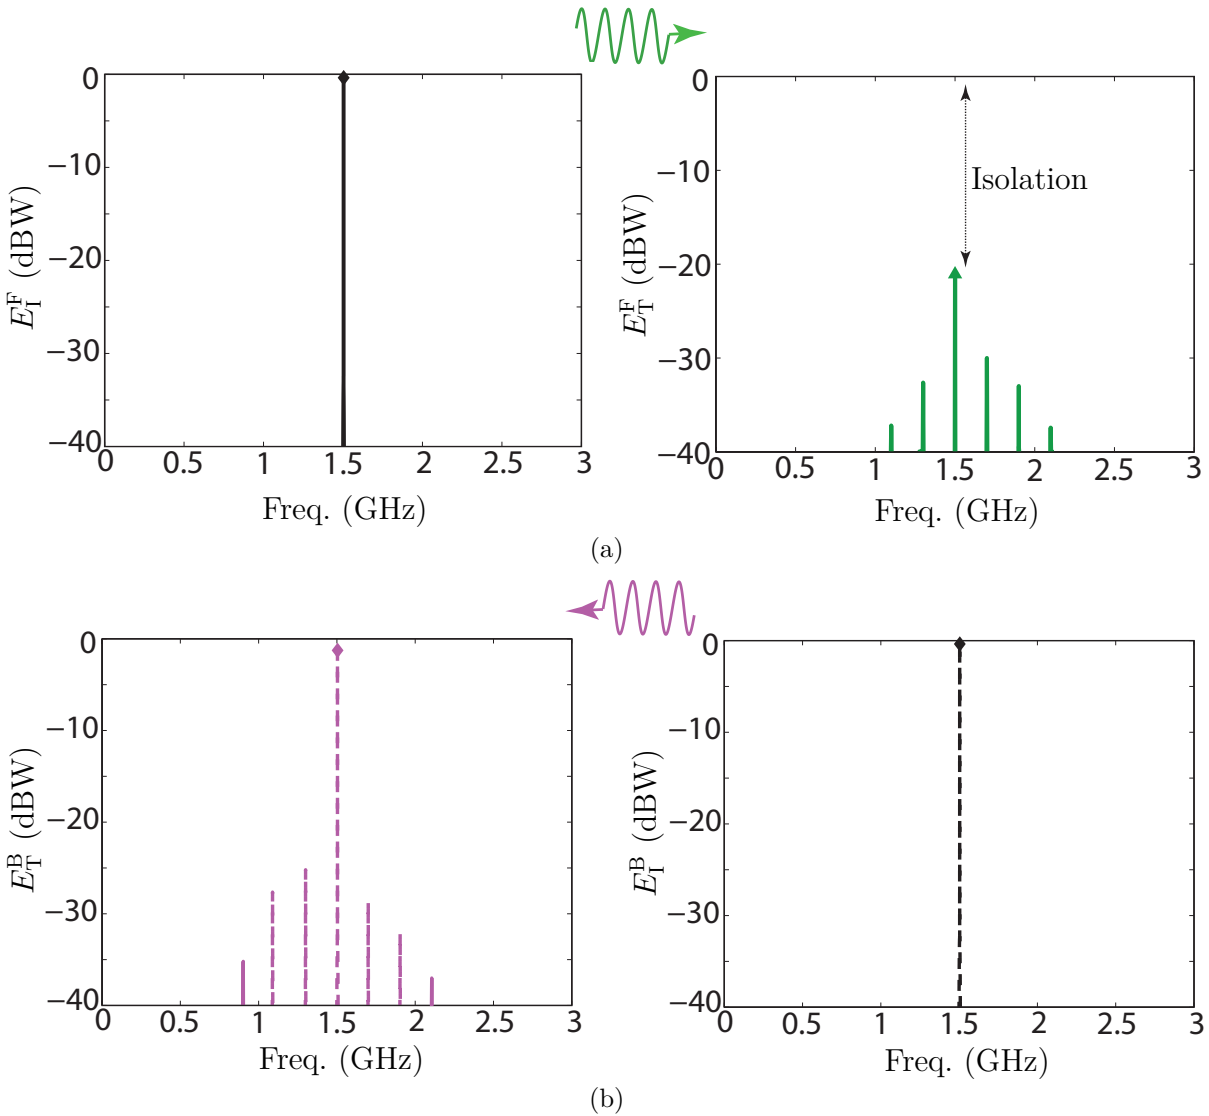 0
−10
−20
−30
−40
0 0.5 1 1.5 2 2.5 3
E_I^F (dBW)
Freq. (GHz)
0
−10
−20
−30
−40
0 0.5 1 1.5 2 2.5 3
E_T^F (dBW)
Isolation
Freq. (GHz)
(a)
0
−10
−20
−30
−40
0 0.5 1 1.5 2 2.5 3
E_T^B (dBW)
Freq. (GHz)
0
−10
−20
−30
−40
0 0.5 1 1.5 2 2.5 3
E_I^B (dBW)
Freq. (GHz)
(b)